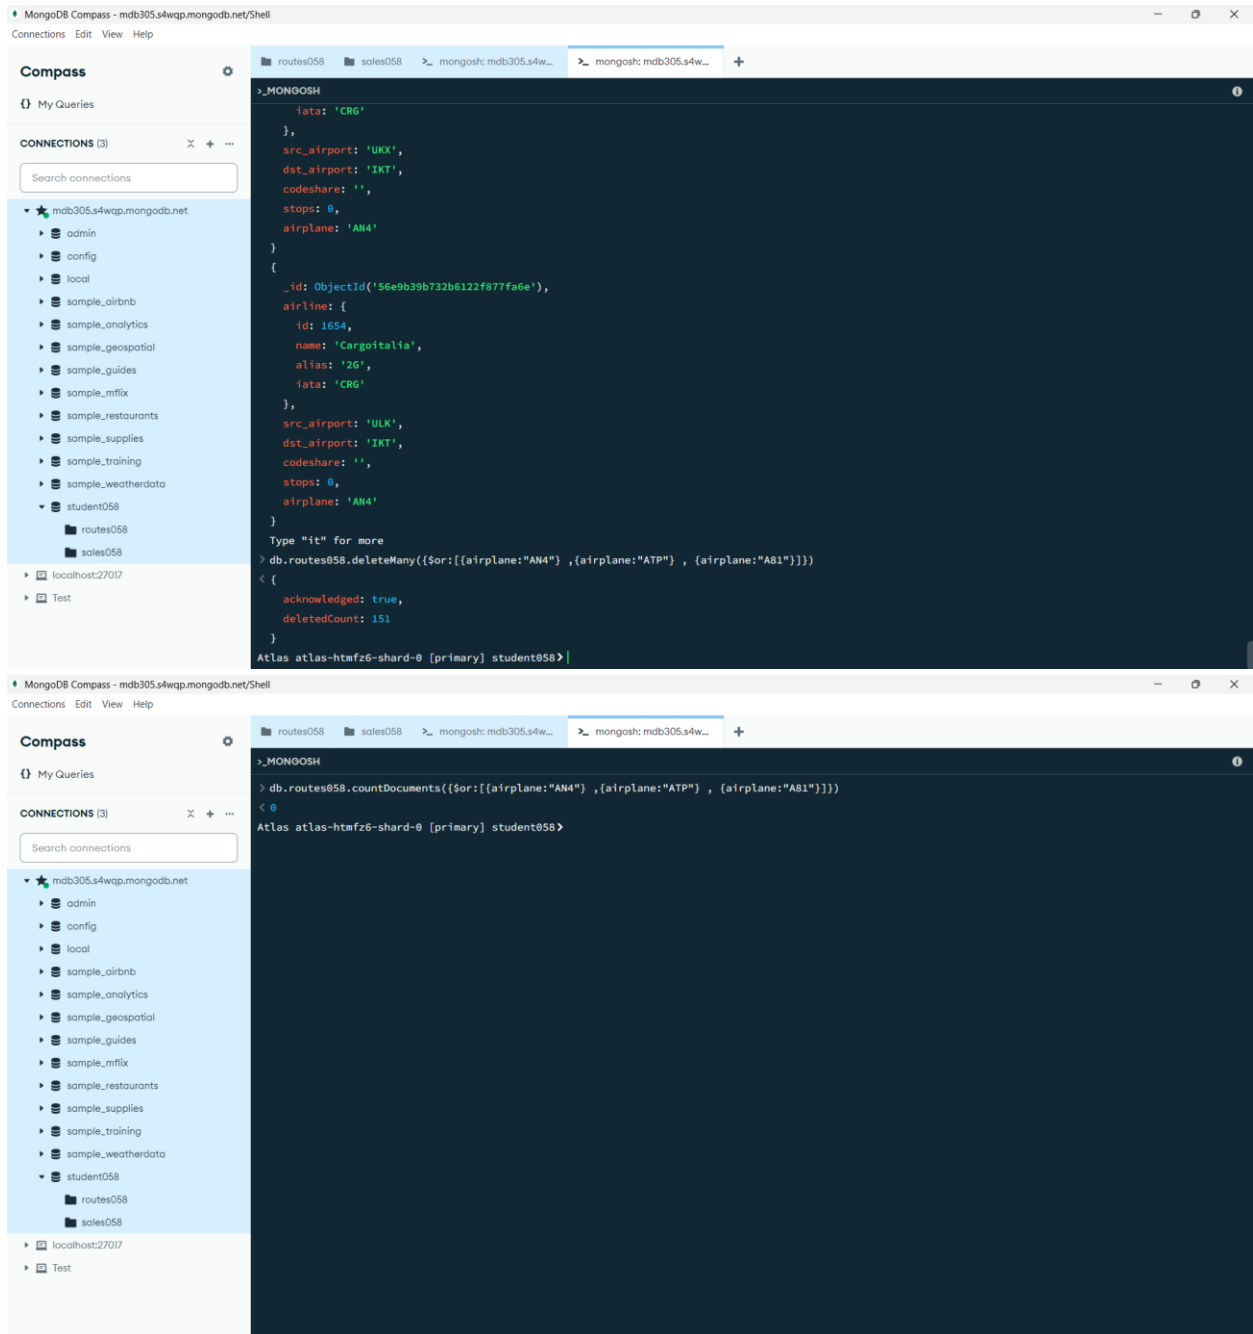 MongoDB Compass - mdb305.s4wqp.mongodb.net/Shell
Connections Edit View Help
Compass
{} My Queries
CONNECTIONS (3)
Search connections
mdb305.s4wqp.mongodb.net
admin
config
local
sample_airbnb
sample_analytics
sample_geospatial
sample_guides
sample_mflix
sample_restaurants
sample_supplies
sample_training
sample_weatherdata
student058
routes058
sales058
localhost:27017
Test
routes058 sales058 >_ mongosh: mdb305.s4w... >_ mongosh: mdb305.s4w... +
>_MONGOSH
iata: 'CRG'
},
src_airport: 'UKX',
dst_airport: 'IKT',
codeshare: '',
stops: 0,
airplane: 'AN4'
}
{
_id: ObjectId('56e9b39b732b6122f877fa6e'),
airline: {
id: 1654,
name: 'Cargoitalia',
alias: '2G',
iata: 'CRG'
},
src_airport: 'ULK',
dst_airport: 'IKT',
codeshare: '',
stops: 0,
airplane: 'AN4'
}
Type "it" for more
> db.routes058.deleteMany({$or:[{airplane:"AN4"} ,{airplane:"ATP"} , {airplane:"A81"}]})
< {
acknowledged: true,
deletedCount: 151
}
Atlas atlas-htmfz6-shard-0 [primary] student058>
MongoDB Compass - mdb305.s4wqp.mongodb.net/Shell
Connections Edit View Help
Compass
{} My Queries
CONNECTIONS (3)
Search connections
mdb305.s4wqp.mongodb.net
admin
config
local
sample_airbnb
sample_analytics
sample_geospatial
sample_guides
sample_mflix
sample_restaurants
sample_supplies
sample_training
sample_weatherdata
student058
routes058
sales058
localhost:27017
Test
routes058 sales058 >_ mongosh: mdb305.s4w... >_ mongosh: mdb305.s4w... +
>_MONGOSH
> db.routes058.countDocuments({$or:[{airplane:"AN4"} ,{airplane:"ATP"} , {airplane:"A81"}]})
< 0
Atlas atlas-htmfz6-shard-0 [primary] student058>